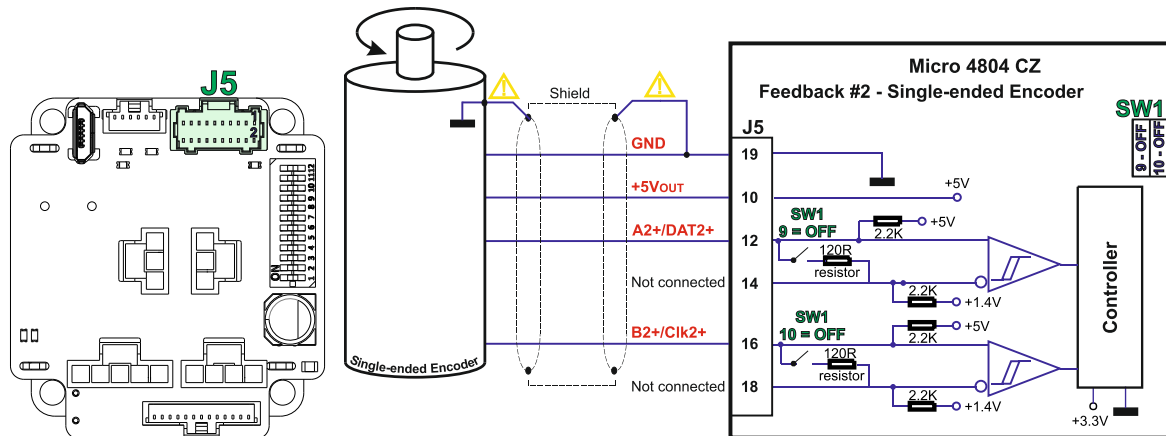 J5
1
2
12
11
10
9
8
7
6
5
4
3
2
1
ON
Single-ended Encoder
Shield
GND
+5VOUT
A2+/DAT2+
Not connected
B2+/Clk2+
Not connected
Micro 4804 CZ
Feedback #2 - Single-ended Encoder
SW1
9 - OFF
10 - OFF
J5
19
10
12
14
16
18
+5V
SW1
9 = OFF
+5V
2.2K
120R
resistor
2.2K
+1.4V
SW1
10 = OFF
+5V
2.2K
120R
resistor
2.2K
+1.4V
Controller
+3.3V